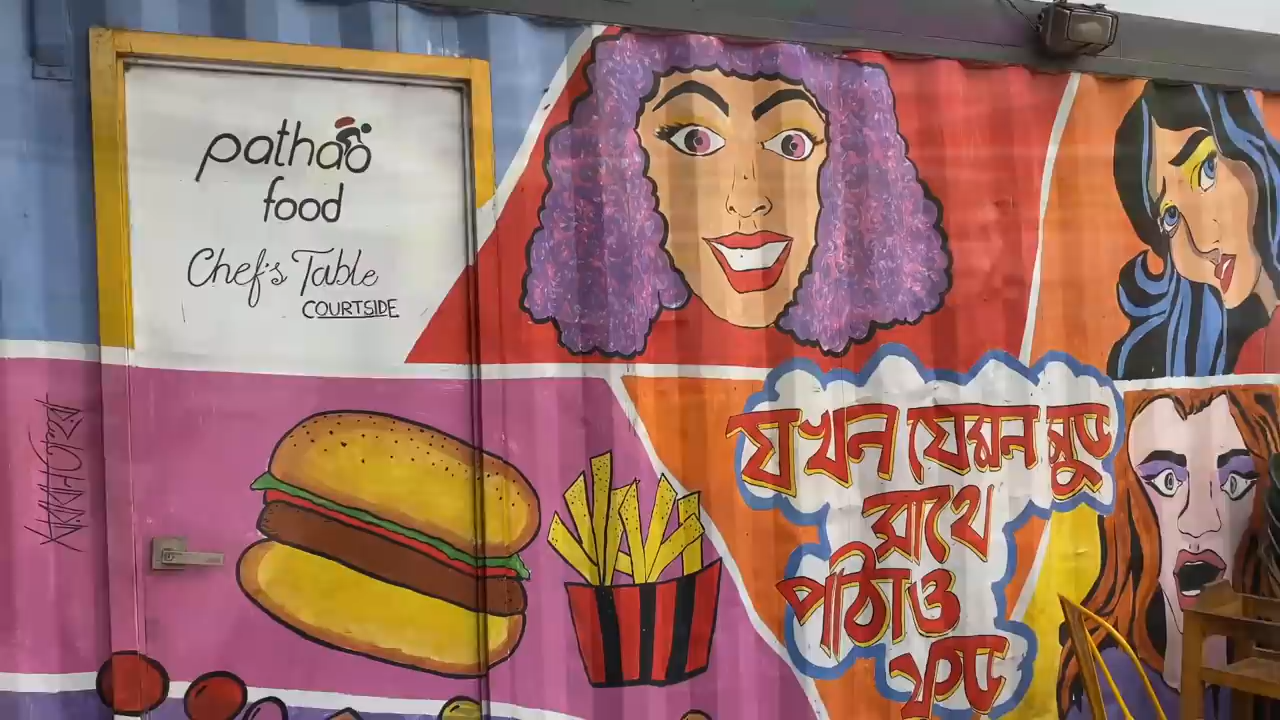 pathao
food
Chef's Table
COURTSIDE
যখন যেমন মুড
সাথে
পাঠাও
ফুড